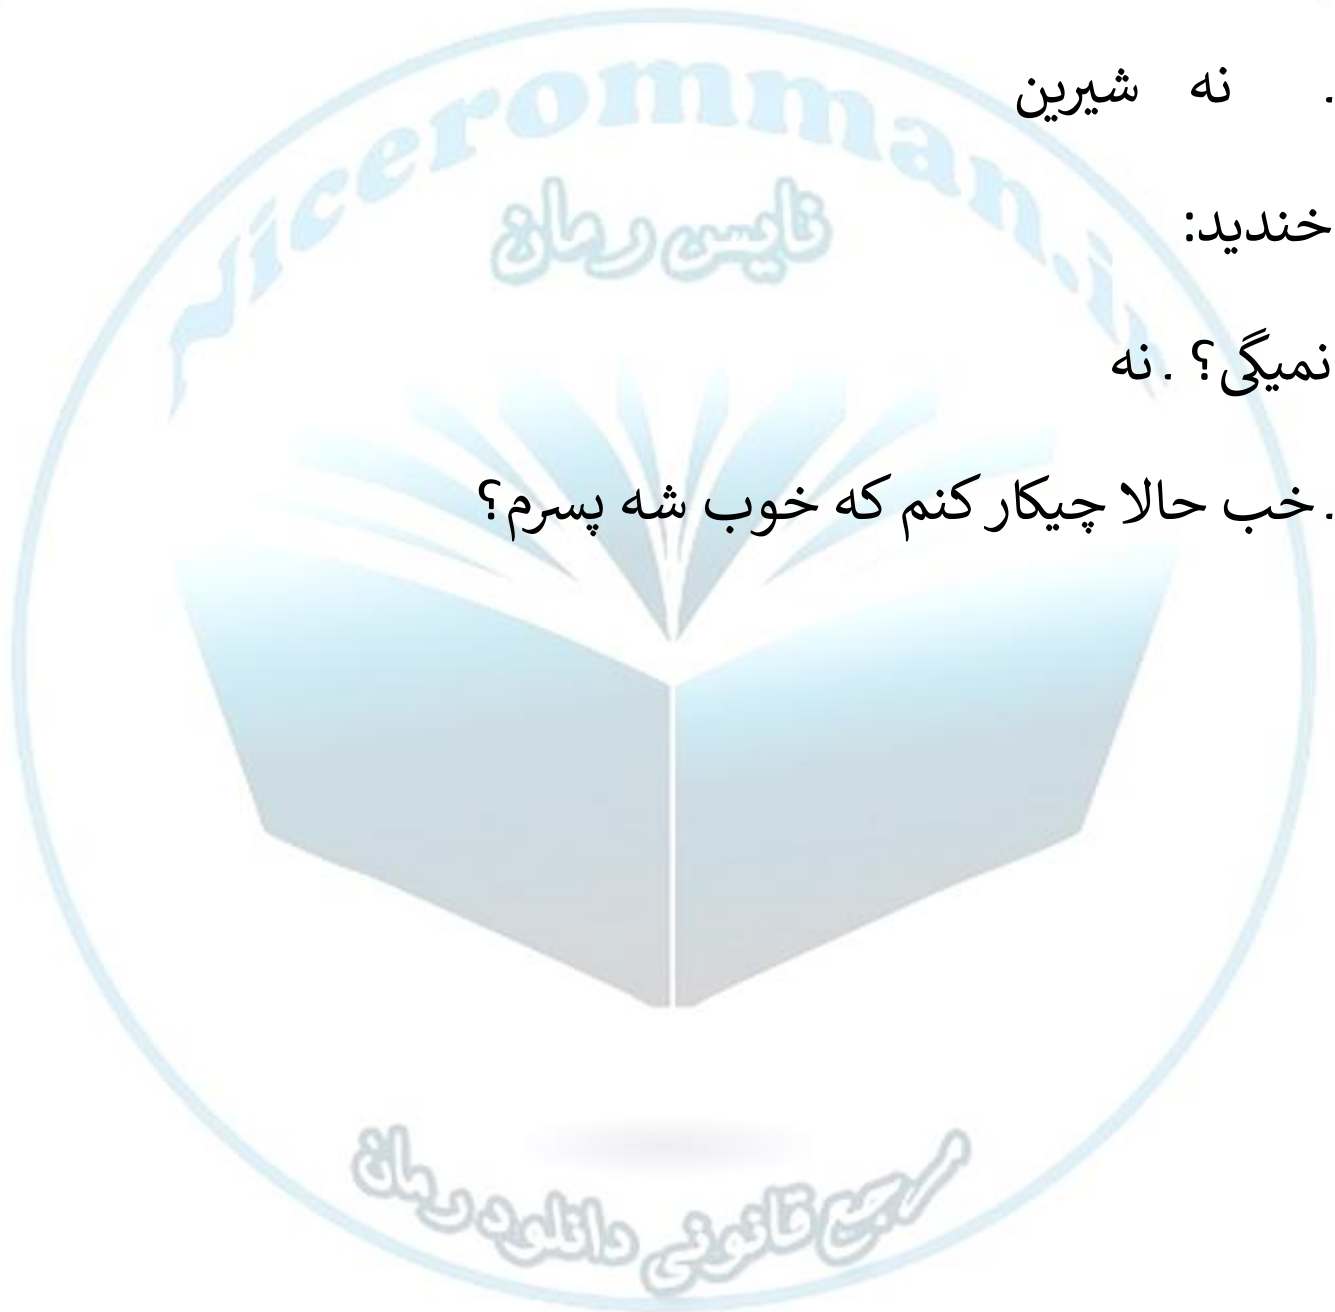 . نه شیرین
خندید:
نمیگی؟ .نه
.خب حالا چیکار کنم که خوب شه پسرم؟
Niceromman.ir
نایس رمان
مرجع قانونی دانلود رمان